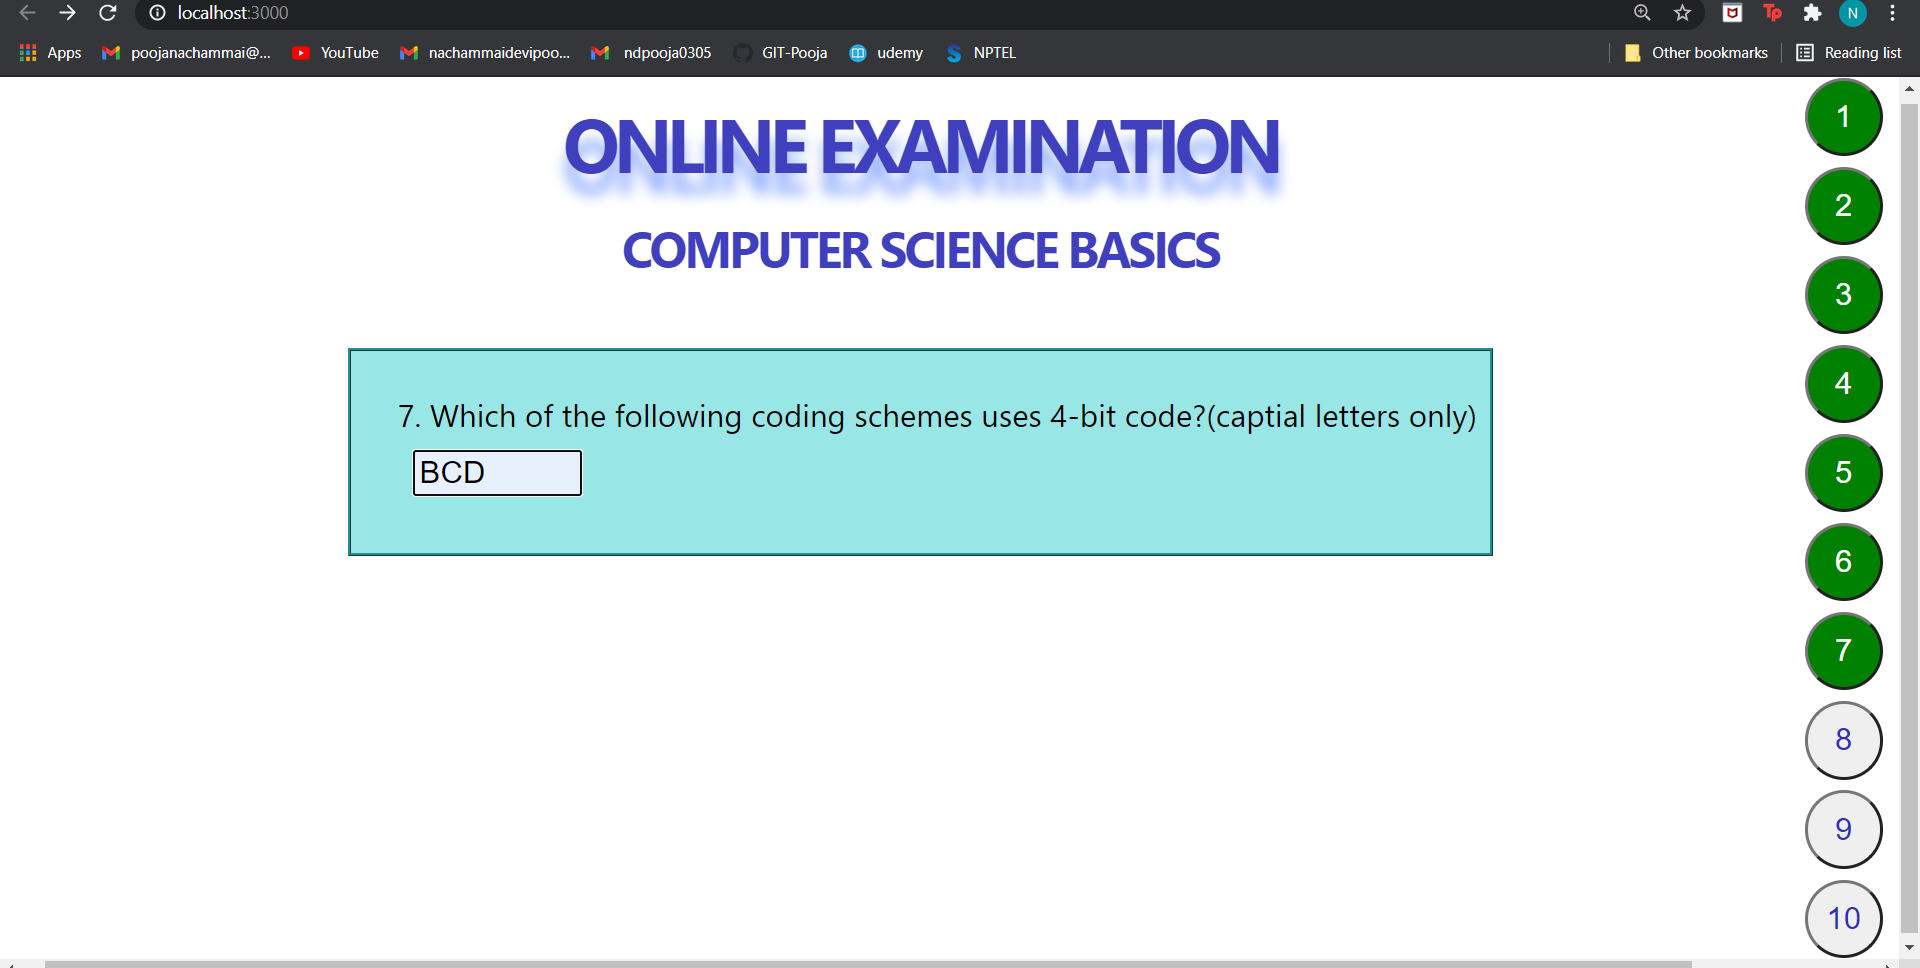 localhost:3000
N
Apps poojanachammai@... YouTube nachammaidevipoo... ndpooja0305 GIT-Pooja udemy NPTEL Other bookmarks Reading list
ONLINE EXAMINATION
COMPUTER SCIENCE BASICS
7. Which of the following coding schemes uses 4-bit code?(captial letters only)
BCD
1
2
3
4
5
6
7
8
9
10